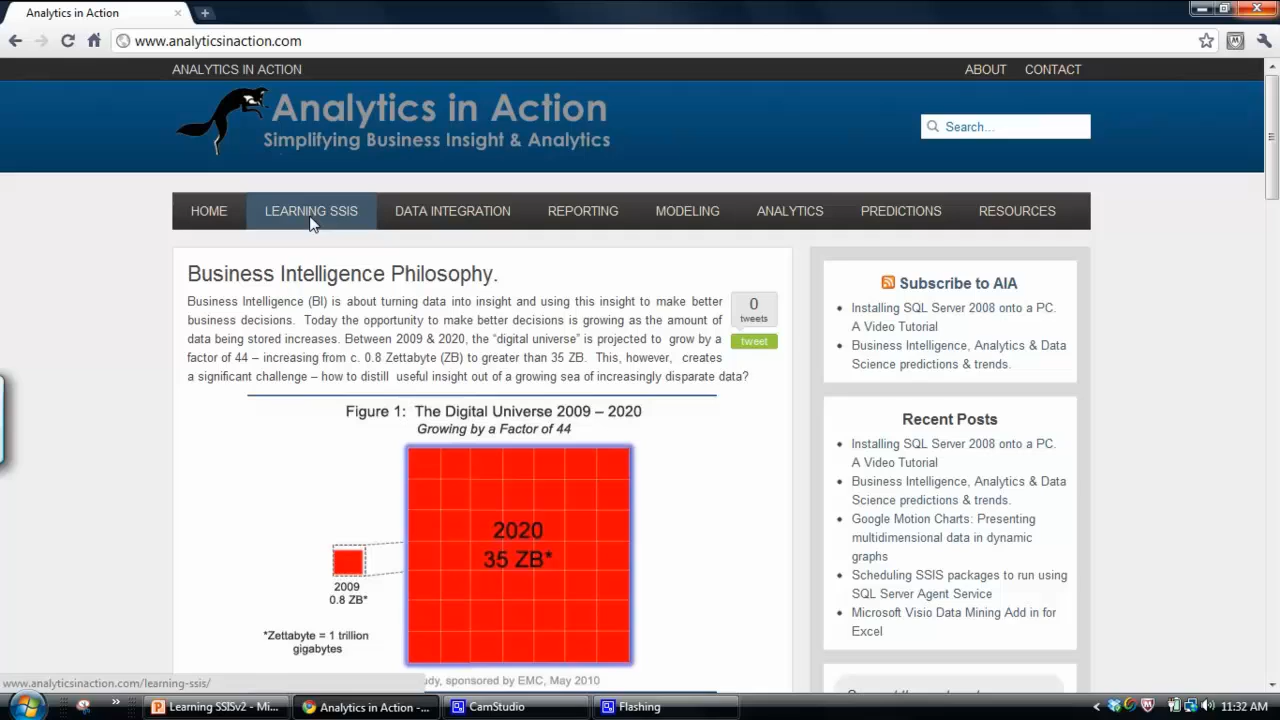 Analytics in Action
www.analyticsinaction.com
ANALYTICS IN ACTION
ABOUT
CONTACT
Analytics in Action
Simplifying Business Insight & Analytics
Search...
HOME
LEARNING SSIS
DATA INTEGRATION
REPORTING
MODELING
ANALYTICS
PREDICTIONS
RESOURCES
Business Intelligence Philosophy.
Business Intelligence (BI) is about turning data into insight and using this insight to make better
business decisions. Today the opportunity to make better decisions is growing as the amount of
data being stored increases. Between 2009 & 2020, the "digital universe" is projected to grow by a
factor of 44 – increasing from c. 0.8 Zettabyte (ZB) to greater than 35 ZB. This, however, creates
a significant challenge – how to distill useful insight out of a growing sea of increasingly disparate data?
0
tweets
tweet
Figure 1: The Digital Universe 2009 – 2020
Growing by a Factor of 44
2020
35 ZB*
2009
0.8 ZB*
*Zettabyte = 1 trillion
gigabytes
udy, sponsored by EMC, May 2010
Subscribe to AIA
Installing SQL Server 2008 onto a PC.
A Video Tutorial
Business Intelligence, Analytics & Data
Science predictions & trends.
Recent Posts
Installing SQL Server 2008 onto a PC.
A Video Tutorial
Business Intelligence, Analytics & Data
Science predictions & trends.
Google Motion Charts: Presenting
multidimensional data in dynamic
graphs
Scheduling SSIS packages to run using
SQL Server Agent Service
Microsoft Visio Data Mining Add in for
Excel
www.analyticsinaction.com/learning-ssis/
Learning SSISv2 - Mi...
Analytics in Action -...
CamStudio
Flashing
11:32 AM